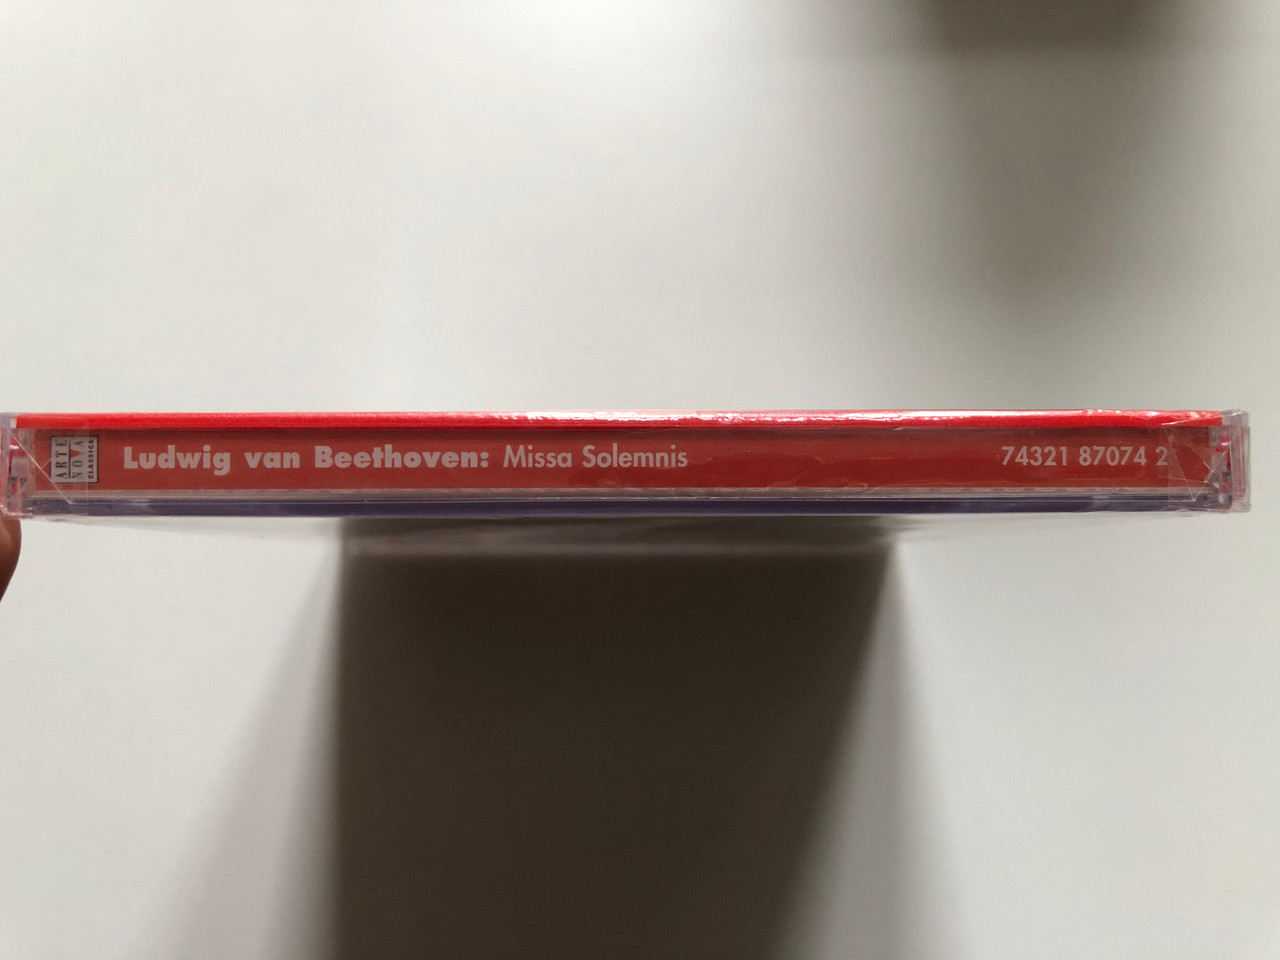 ARTE
NOVA
CLASSICS
Ludwig van Beethoven: Missa Solemnis
74321 87074 2